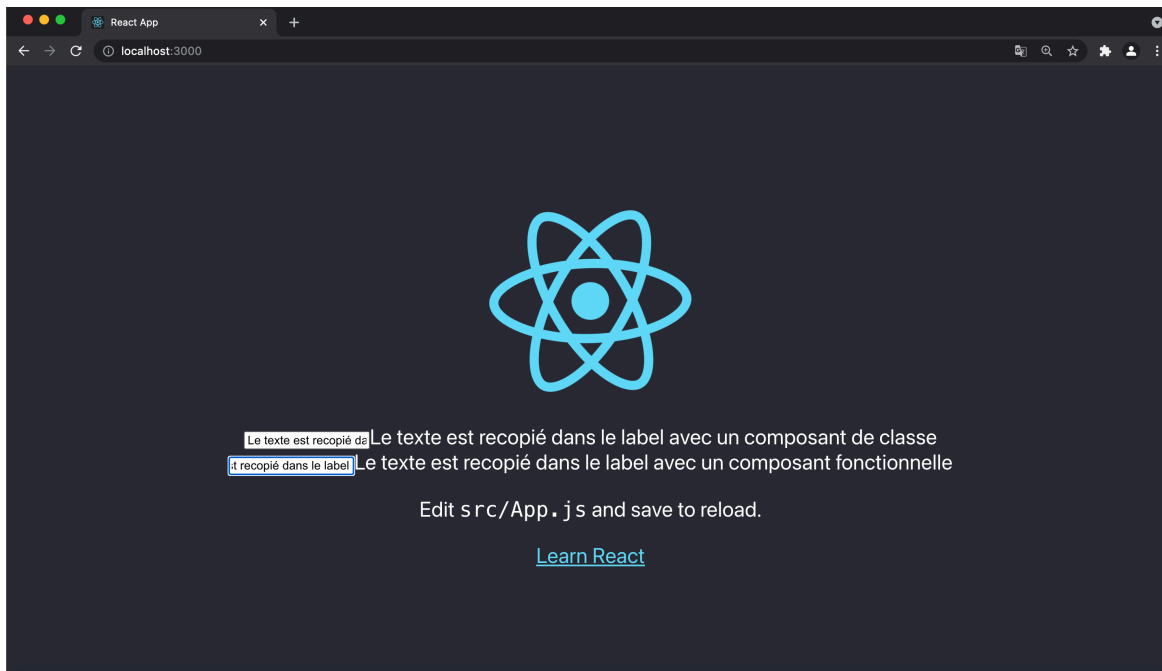 React App
localhost:3000
Le texte est recopié da Le texte est recopié dans le label avec un composant de classe
t recopié dans le label Le texte est recopié dans le label avec un composant fonctionnelle
Edit src/App.js and save to reload.
Learn React